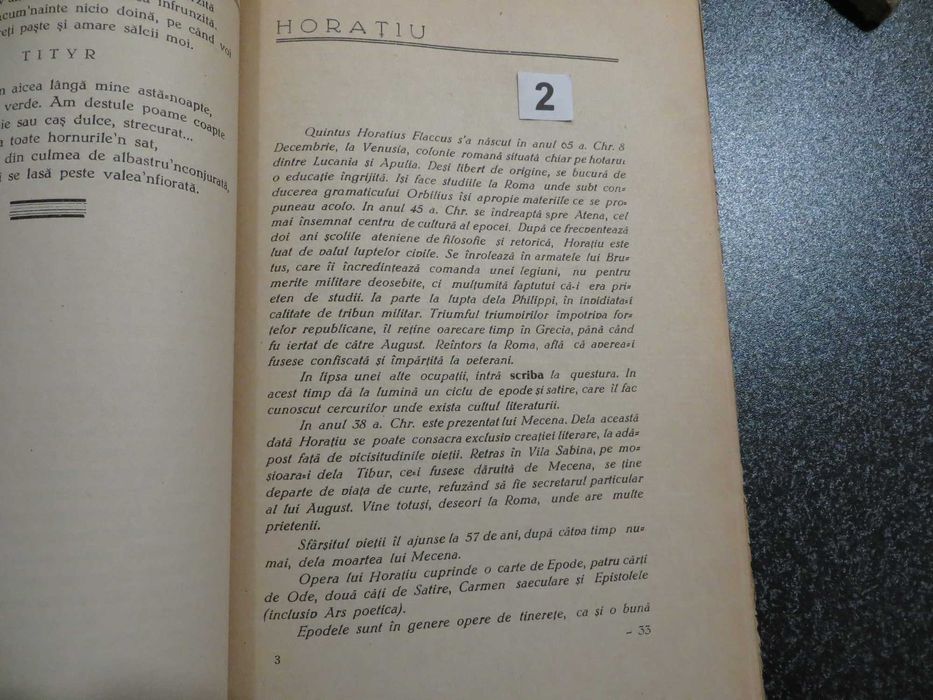 înfrunzită
cum'nainte nicio doină, pe când voi
eți paște și amare sălcii moi.
TITYR
aicea lângă mine astă=noapte,
verde. Am destule poame coapte
ie sau caș dulce, strecurat...
toate hornurile'n sat,
din culmea de albastru'nconjurată,
se lasă peste valea'nfiorată.
HORAȚIU
2
Quintus Horatius Flaccus s'a născut în anul 65 a. Chr. 8
Decembrie, la Venusia, colonie romană situată chiar pe hotarul
dintre Lucania și Apulia. Deși libert de origine, se bucură de
o educație îngrijită. Iși face studiile la Roma unde subt con=
ducerea gramaticului Orbilius își apropie materiile ce se pro=
puneau acolo. In anul 45 a. Chr. se îndreaptă spre Atena, cel
mai însemnat centru de cultură al epocei. După ce frecventează
doi ani școlile ateniene de filosofie și retorică, Horațiu este
luat de valul luptelor civile. Se înrolează în armatele lui Bru=
tus, care îi încredințează comanda unei legiuni, nu pentru
merite militare deosebite, ci mulțumită faptului că=i era pri=
eten de studii. Ia parte la lupta dela Philippi, în invidiata=i
calitate de tribun militar. Triumful triumvirilor împotriva for=
țelor republicane, îl reține oarecare timp în Grecia, până când
fu iertat de către August. Reîntors la Roma, află că averea=i
fusese confiscată și împărțită la veterani.
In lipsa unei alte ocupații, intră scriba la questura. In
acest timp dă la lumină un ciclu de epode și satire, care îl fac
cunoscut cercurilor unde exista cultul literaturii.
In anul 38 a. Chr. este prezentat lui Mecena. Dela această
dată Horațiu se poate consacra exclusiv creației literare, la adă=
post față de vicisitudinile vieții. Retras în Vila Sabina, pe mo=
șioara=i dela Tibur, ce=i fusese dăruită de Mecena, se ține
departe de viața de curte, refuzând să fie secretarul particular
al lui August. Vine totuși, deseori la Roma, unde are multe
prietenii.
Sfârșitul vieții îl ajunse la 57 de ani, după câtva timp nu=
mai, dela moartea lui Mecena.
Opera lui Horațiu cuprinde o carte de Epode, patru cărți
de Ode, două căți de Satire, Carmen saeculare și Epistolele
(inclusiv Ars poetica).
Epodele sunt în genere opere de tinerețe, ca și o bună
– 33
3